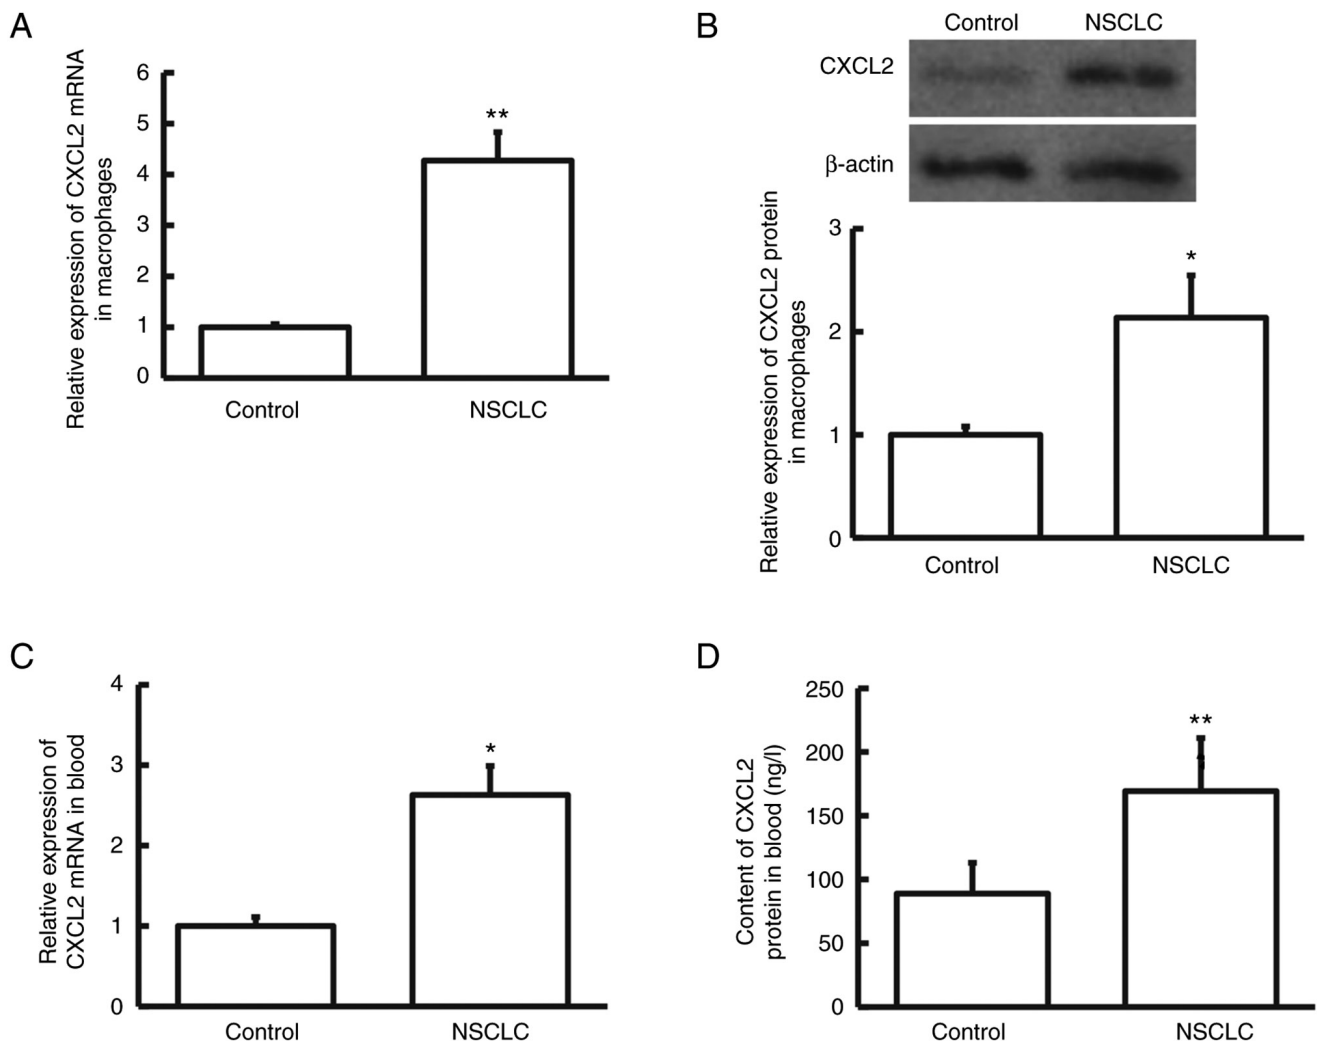 A
Relative expression of CXCL2 mRNA
in macrophages
6
5
4
3
2
1
0
**
Control
NSCLC
B
Control
NSCLC
CXCL2
β-actin
Relative expression of CXCL2 protein
in macrophages
3
2
1
0
*
Control
NSCLC
C
Relative expression of
CXCL2 mRNA in blood
4
3
2
1
0
*
Control
NSCLC
D
Content of CXCL2
protein in blood (ng/l)
250
200
150
100
50
0
**
Control
NSCLC